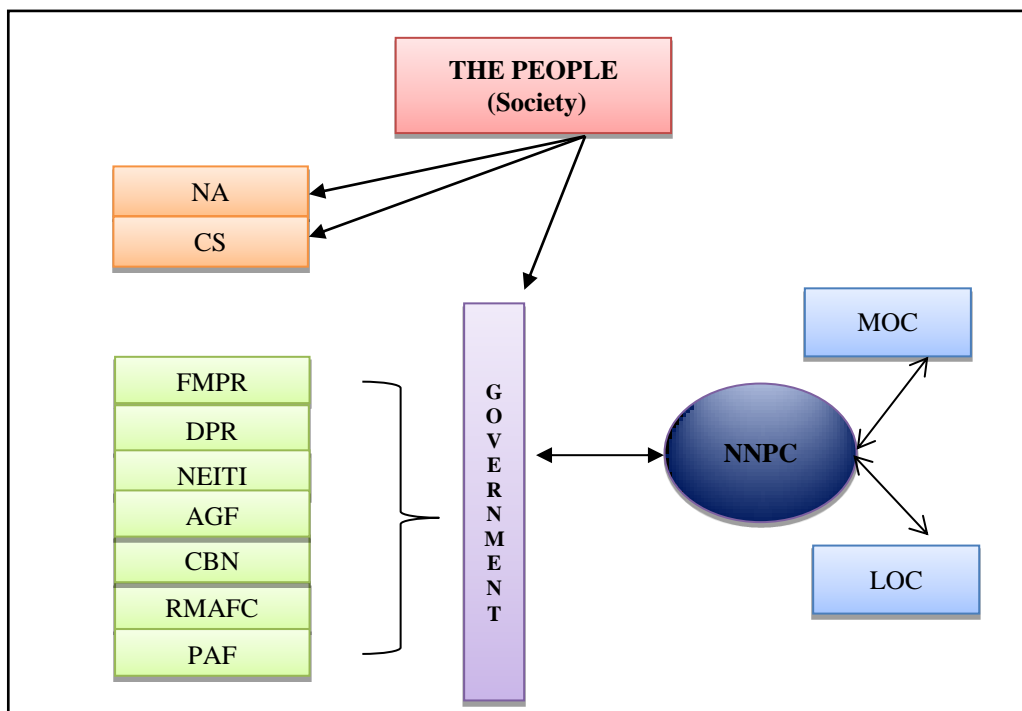 THE PEOPLE
(Society)
NA
CS
FMPR
DPR
NEITI
AGF
CBN
RMAFC
PAF
G
O
V
E
R
N
M
E
N
T
NNPC
MOC
LOC